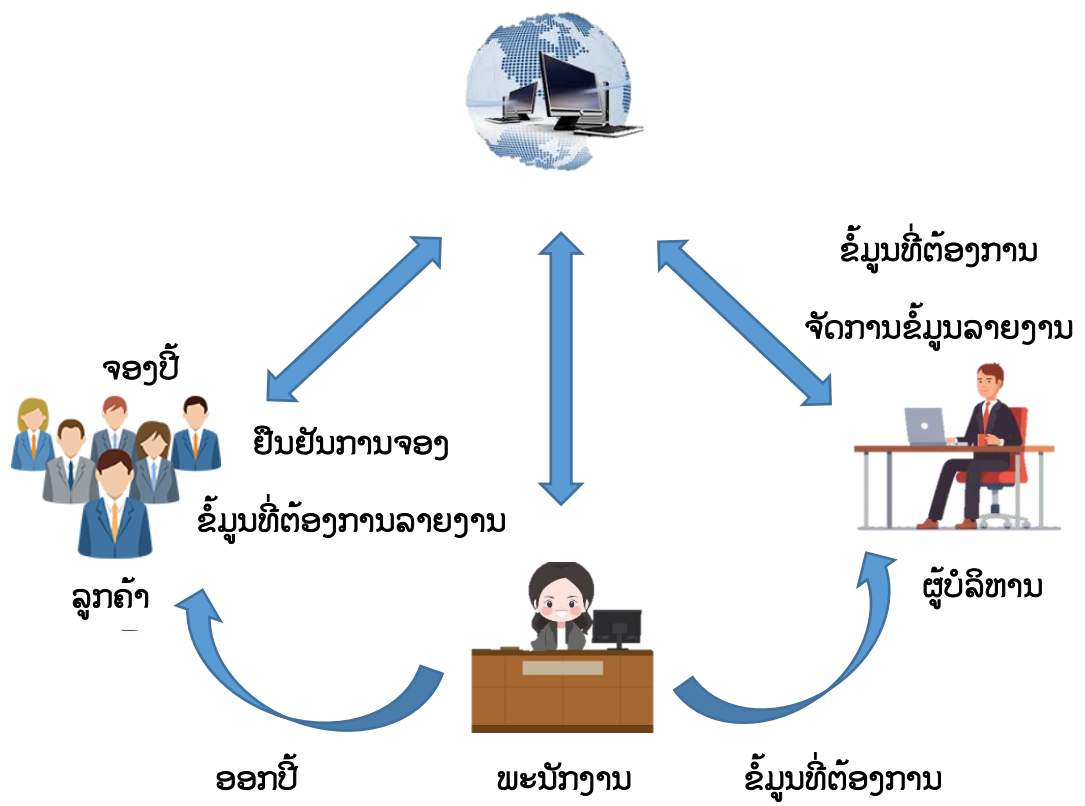 ຂໍ້ມູນທີ່ຕ້ອງການ
ຈັດການຂໍ້ມູນລາຍງານ
ຈອງປີ້
ຢືນຢັນການຈອງ
ຂໍ້ມູນທີ່ຕ້ອງການລາຍງານ
ລູກຄ້າ
ຜູ້ບໍລິຫານ
ອອກປີ້
ພະນັກງານ
ຂໍ້ມູນທີ່ຕ້ອງການ